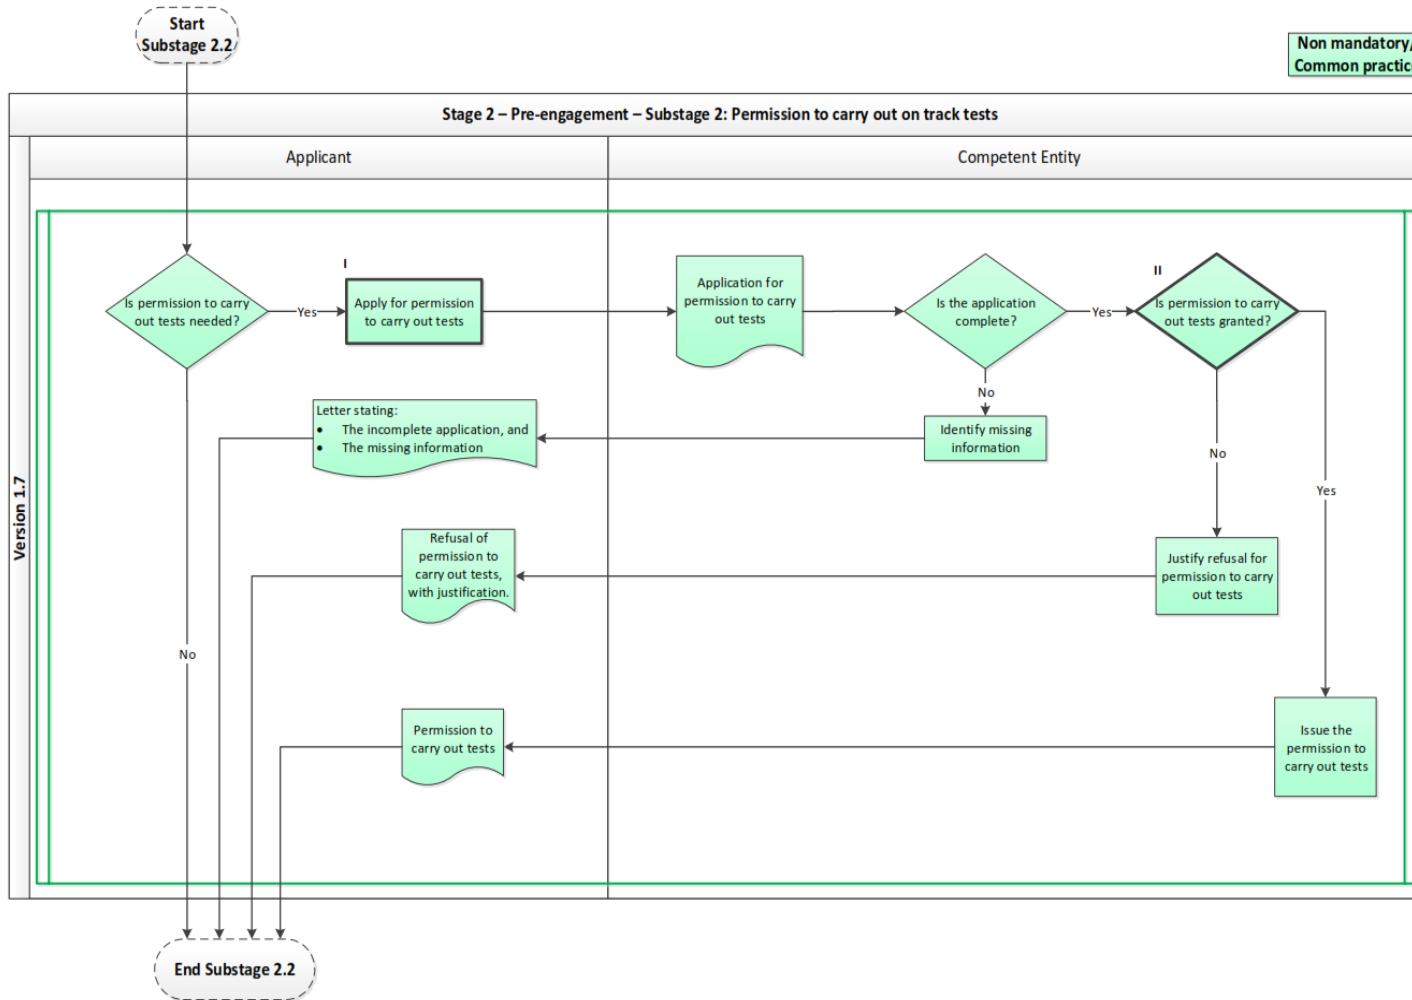 Start
Substage 2.2
Non mandatory/
Common practice
Stage 2 – Pre-engagement – Substage 2: Permission to carry out on track tests
Applicant
Competent Entity
Version 1.7
I
II
Is permission to carry
out tests needed?
Yes
Apply for permission
to carry out tests
Application for
permission to carry
out tests
Is the application
complete?
Yes
Is permission to carry
out tests granted?
No
Letter stating:
• The incomplete application, and
• The missing information
Identify missing
information
No
Yes
Refusal of
permission to
carry out tests,
with justification.
Justify refusal for
permission to carry
out tests
No
Permission to
carry out tests
Issue the
permission to
carry out tests
End Substage 2.2